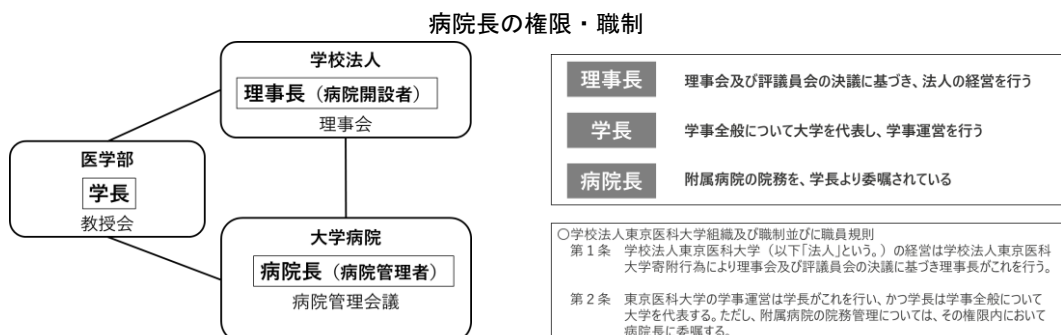 病院長の権限・職制
学校法人
理事長（病院開設者）
理事会
医学部
学長
教授会
大学病院
病院長（病院管理者）
病院管理会議
理事長 理事会及び評議員会の決議に基づき、法人の経営を行う
学長 学事全般について大学を代表し、学事運営を行う
病院長 附属病院の院務を、学長より委嘱されている
〇学校法人東京医科大学組織及び職制並びに職員規則
第１条 学校法人東京医科大学（以下「法人」という。）の経営は学校法人東京医科
大学寄附行為により理事会及び評議員会の決議に基づき理事長がこれを行う。
第２条 東京医科大学の学事運営は学長がこれを行い、かつ学長は学事全般について
大学を代表する。ただし、附属病院の院務管理については、その権限内において
病院長に委嘱する。